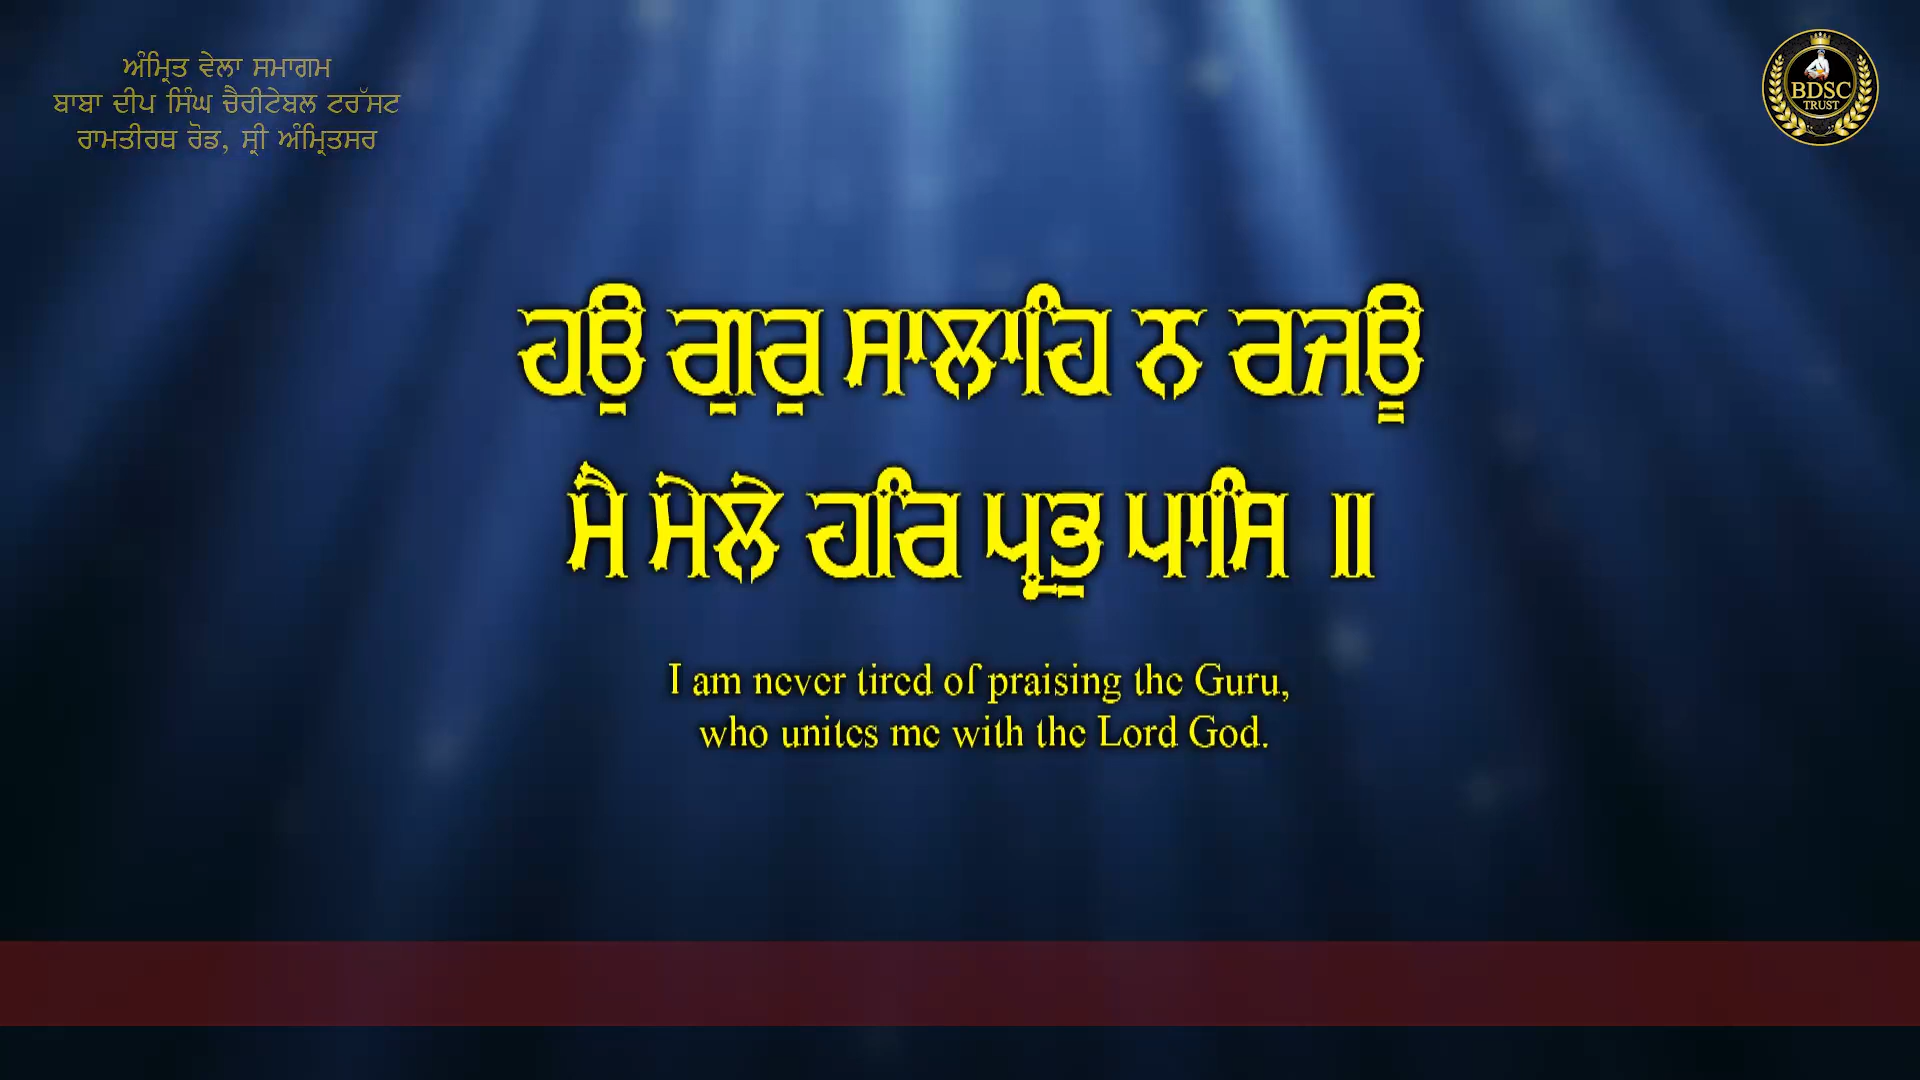 ਅੰਮ੍ਰਿਤ ਵੇਲਾ ਸਮਾਗਮ
ਬਾਬਾ ਦੀਪ ਸਿੰਘ ਚੈਰੀਟੇਬਲ ਟਰੱਸਟ
ਰਾਮਤੀਰਥ ਰੋਡ, ਸ੍ਰੀ ਅੰਮ੍ਰਿਤਸਰ
BDSC
TRUST
ਹਉ ਗੁਰੁ ਸਾਲਾਹਿ ਨ ਰਜਊ
ਮੈ ਮੇਲੇ ਹਰਿ ਪ੍ਰਭੁ ਪਾਸਿ ॥
I am never tired of praising the Guru,
who unites me with the Lord God.